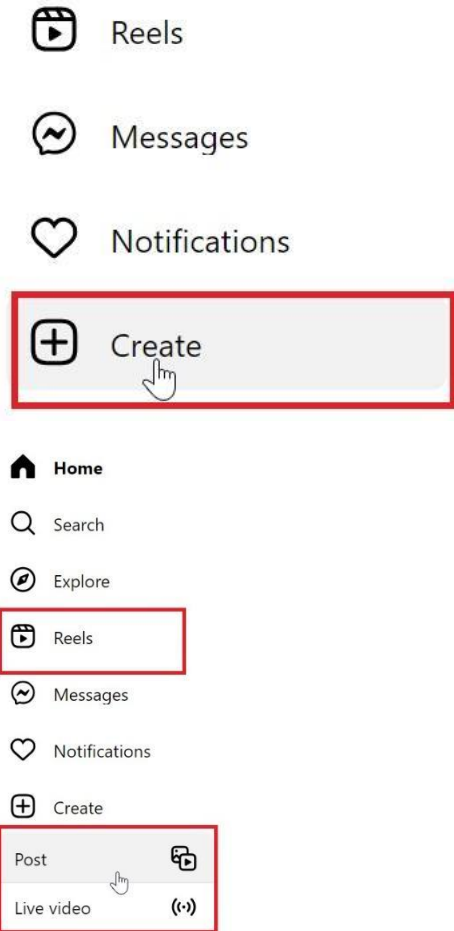 Reels
Messages
Notifications
Create
Home
Search
Explore
Reels
Messages
Notifications
Create
Post
Live video